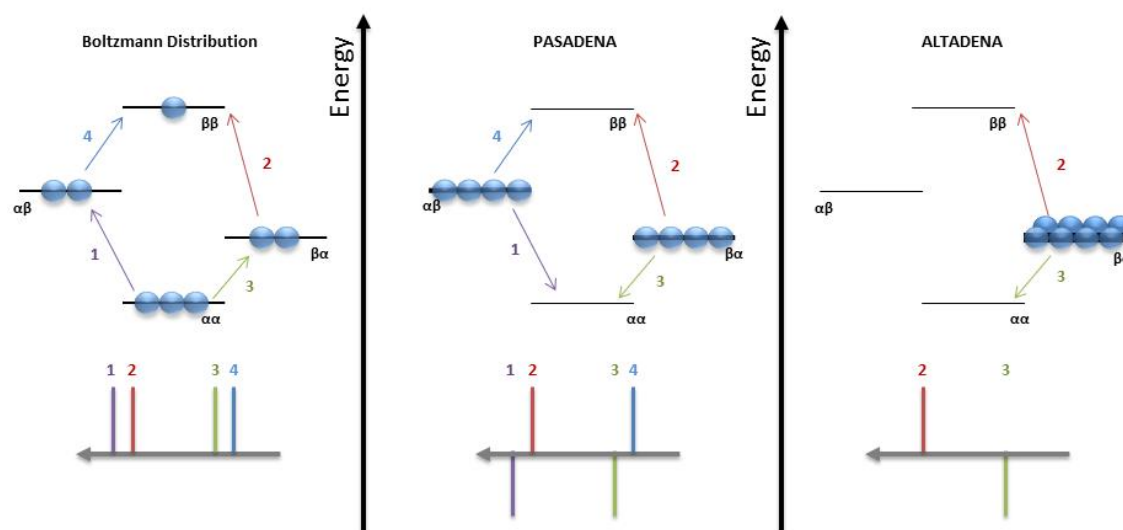 Boltzmann Distribution
Energy
PASADENA
Energy
ALTADENA
ββ
ββ
ββ
4
2
4
2
2
αβ
αβ
αβ
βα
βα
β
1
3
1
3
3
αα
αα
αα
1 2 3 4
1 2 3 4
2 3